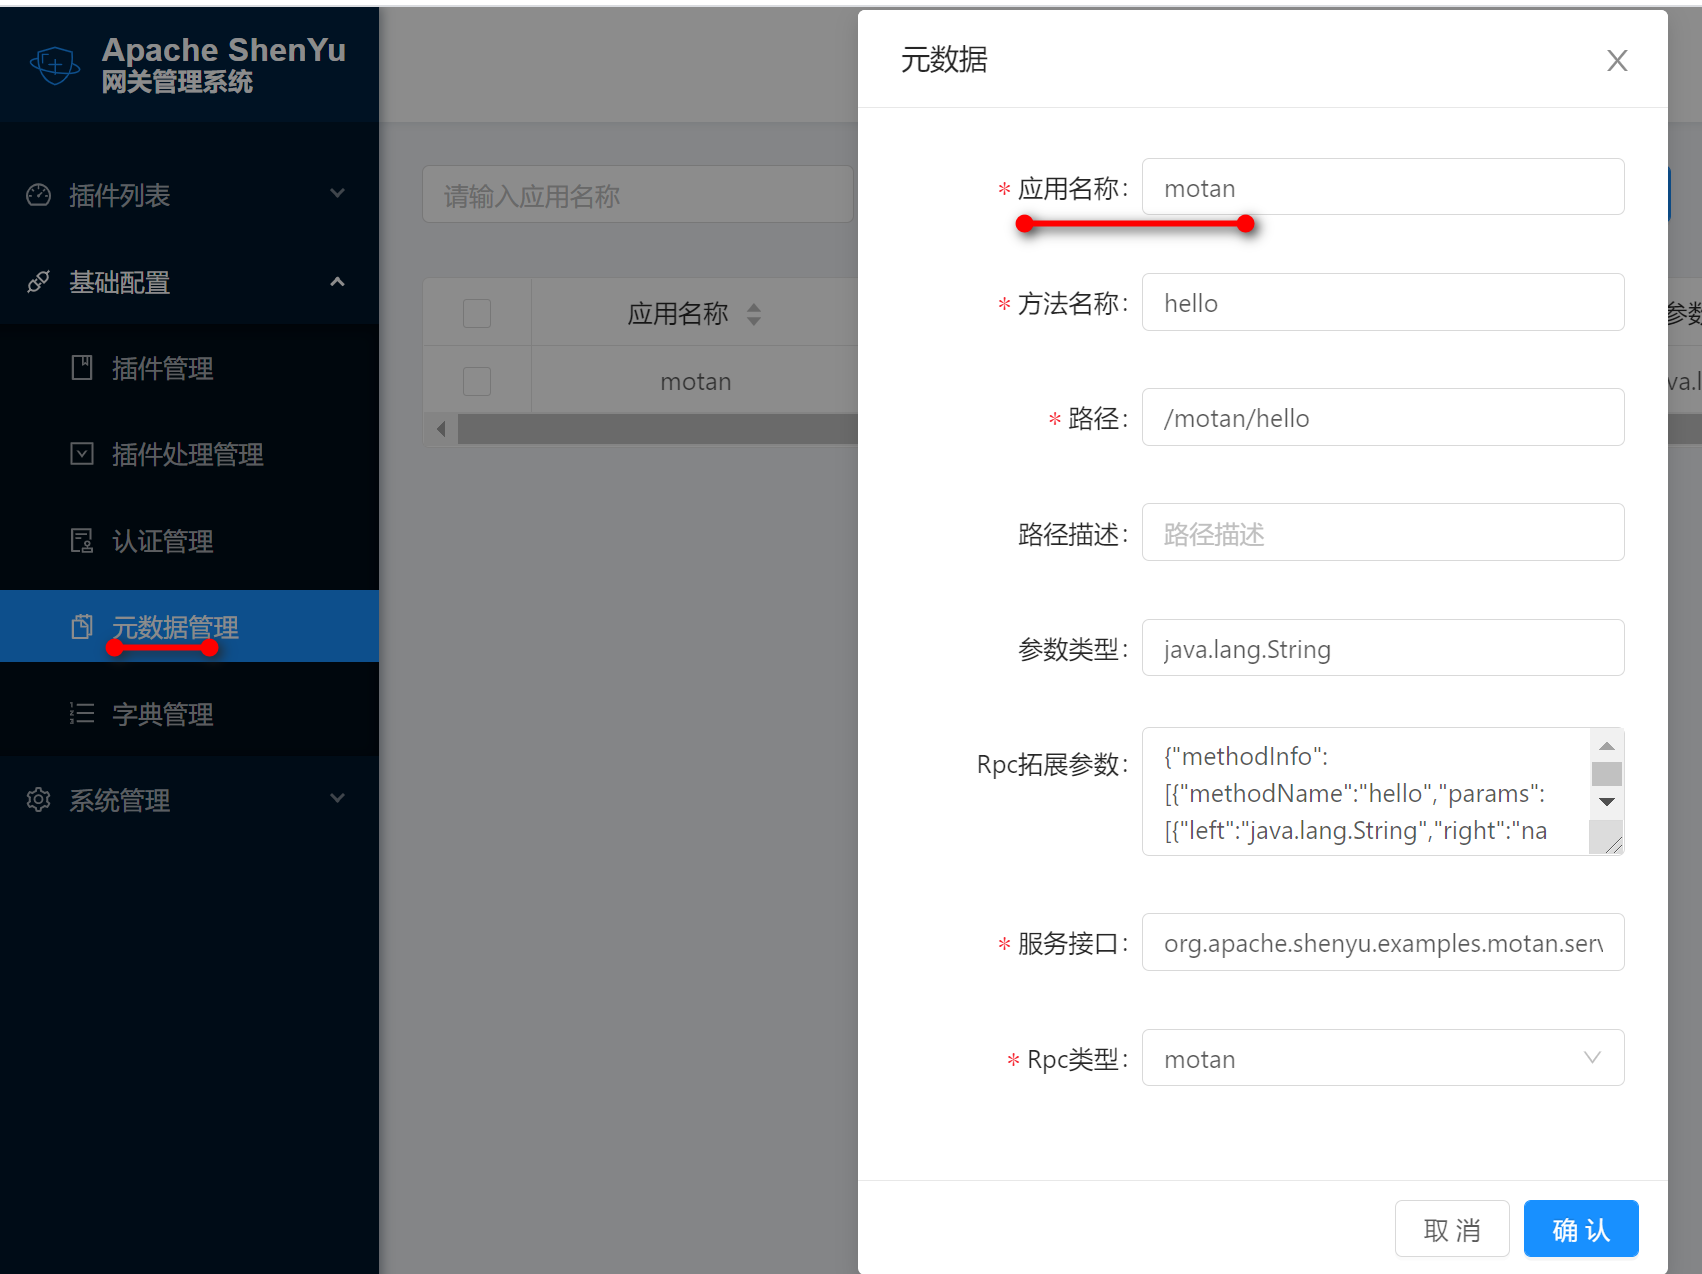 Apache ShenYu
网关管理系统
插件列表
基础配置
插件管理
插件处理管理
认证管理
元数据管理
字典管理
系统管理
请输入应用名称
应用名称
motan
参数
va.l
元数据
* 应用名称: motan
* 方法名称: hello
* 路径: /motan/hello
路径描述: 路径描述
参数类型: java.lang.String
Rpc拓展参数: {"methodInfo":
[{"methodName":"hello","params":
[{"left":"java.lang.String","right":"na
* 服务接口: org.apache.shenyu.examples.motan.serv
* Rpc类型: motan
取 消
确 认